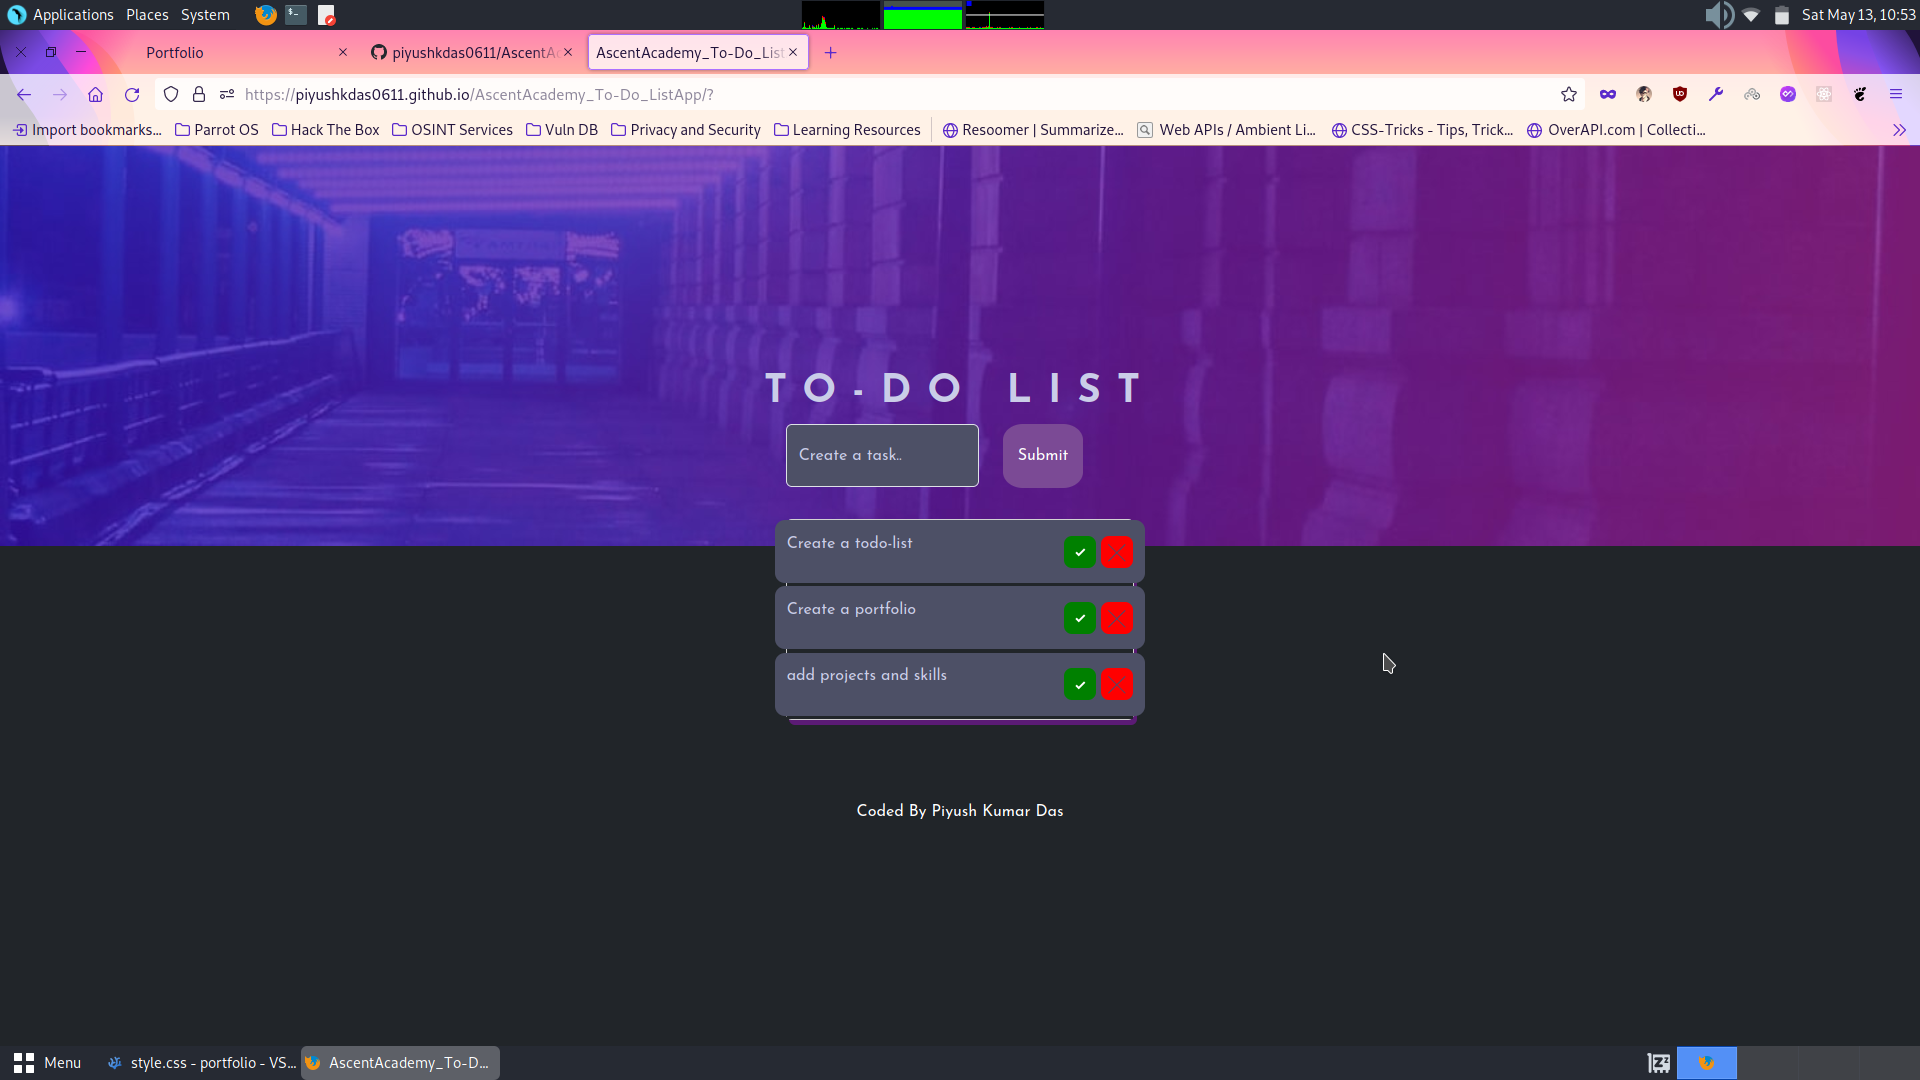 Applications Places System
Sat May 13, 10:53
Portfolio
piyushkdas0611/AscentAc
AscentAcademy_To-Do_List
https://piyushkdas0611.github.io/AscentAcademy_To-Do_ListApp/?
Import bookmarks... Parrot OS Hack The Box OSINT Services Vuln DB Privacy and Security Learning Resources Resoomer | Summarize... Web APIs / Ambient Li... CSS-Tricks - Tips, Trick... OverAPI.com | Collecti...
TO-DO LIST
Create a task..
Submit
Create a todo-list
Create a portfolio
add projects and skills
Coded By Piyush Kumar Das
Menu style.css - portfolio - VS... AscentAcademy_To-D...